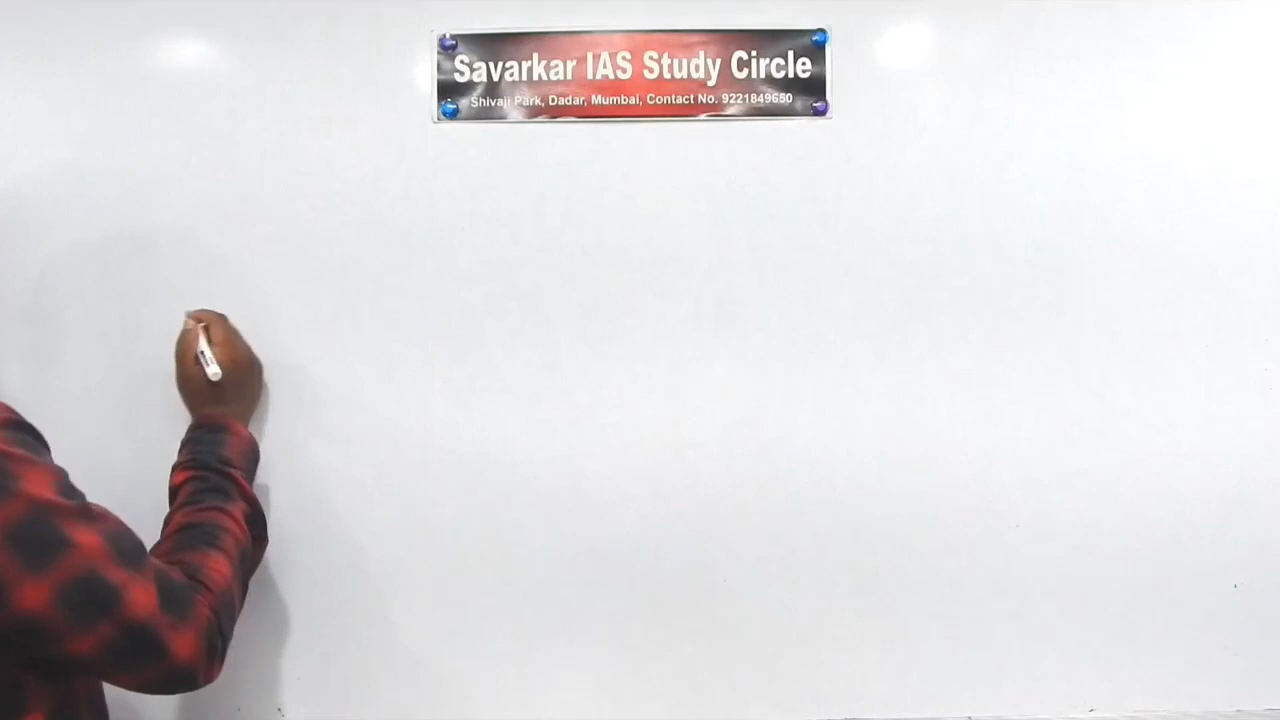 Savarkar IAS Study Circle
Shivaji Park, Dadar, Mumbai, Contact No. 9221849650